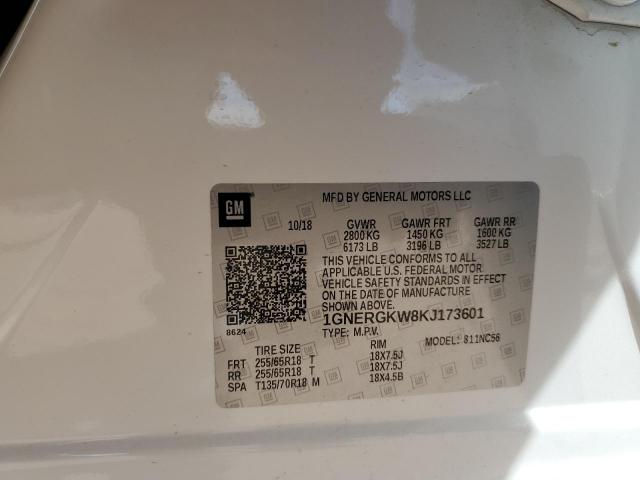 GM
MFD BY GENERAL MOTORS LLC
10/18 GVWR GAWR FRT GAWR RR
2800 KG 1450 KG 1600 KG
6173 LB 3196 LB 3527 LB
THIS VEHICLE CONFORMS TO ALL
APPLICABLE U.S. FEDERAL MOTOR
VEHICLE SAFETY STANDARDS IN
EFFECT ON THE DATE OF MANUFACTURE
SHOWN ABOVE.
1GNERGKW8KJ173601
8624
TYPE: M.P.V. MODEL: 811NC56
TIRE SIZE RIM
FRT 255/65R18 T 18X7.5J
RR 255/65R18 T 18X7.5J
SPA T135/70R18 M 18X4.5B